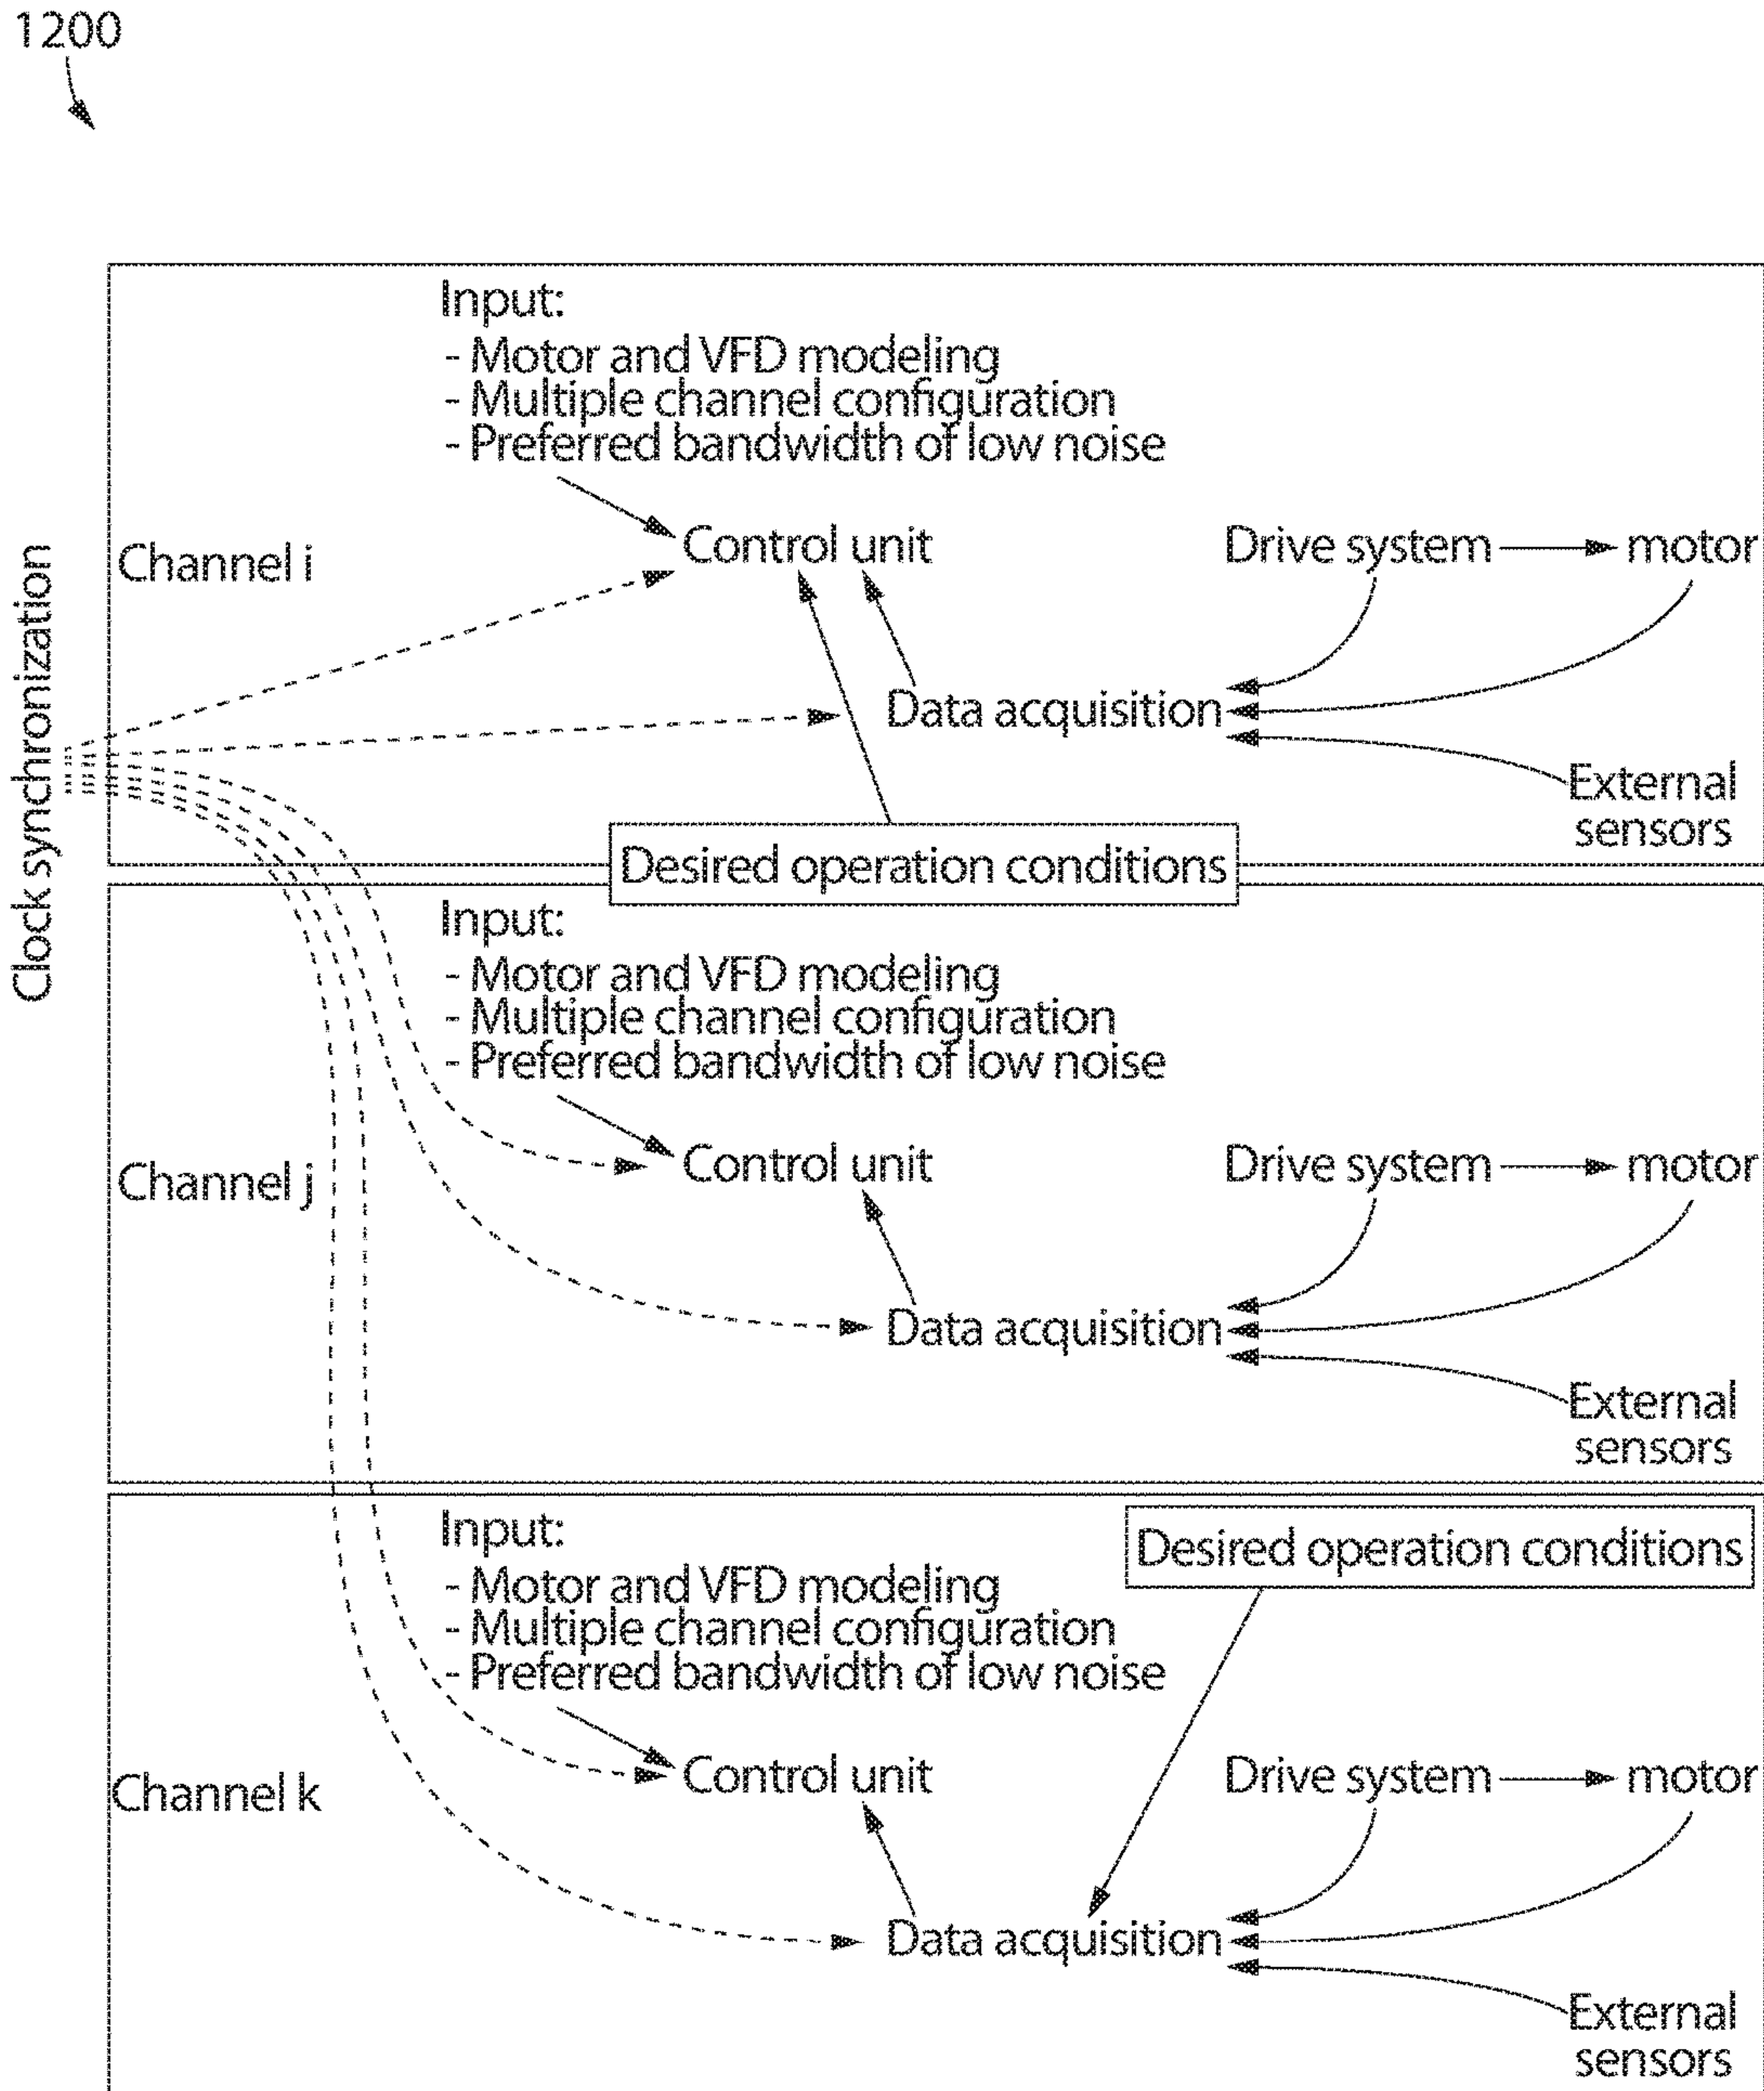 1200
Clock synchronization
Input:
- Motor and VFD modeling
- Multiple channel configuration
- Preferred bandwidth of low noise
Channel i
Control unit
Drive system
motor
Data acquisition
External
sensors
Desired operation conditions
Input:
- Motor and VFD modeling
- Multiple channel configuration
- Preferred bandwidth of low noise
Channel j
Control unit
Drive system
motor
Data acquisition
External
sensors
Input:
Desired operation conditions
- Motor and VFD modeling
- Multiple channel configuration
- Preferred bandwidth of low noise
Channel k
Control unit
Drive system
motor
Data acquisition
External
sensors